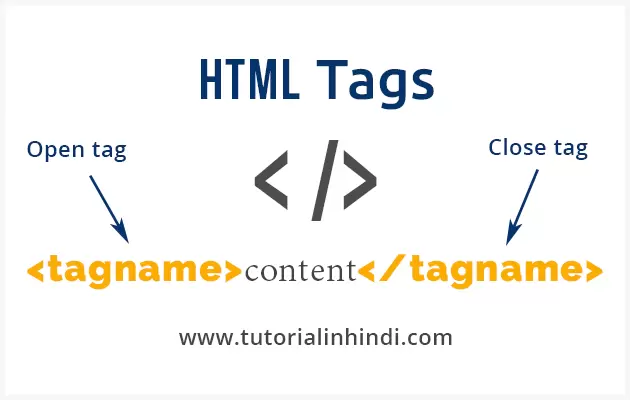 HTML Tags
Open tag
Close tag
</>
<tagname>content</tagname>
www.tutorialinhindi.com